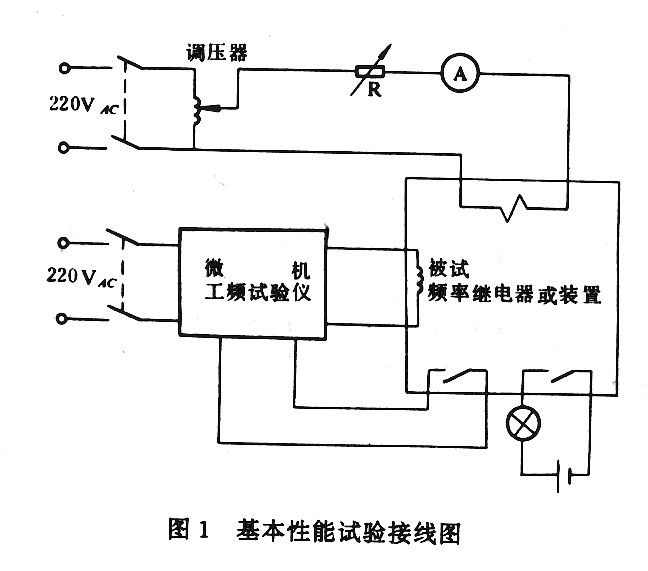 调压器
220V AC
R
A
220V AC
微 机
工频试验仪
被试
频率继电器或装置
图 1 基本性能试验接线图